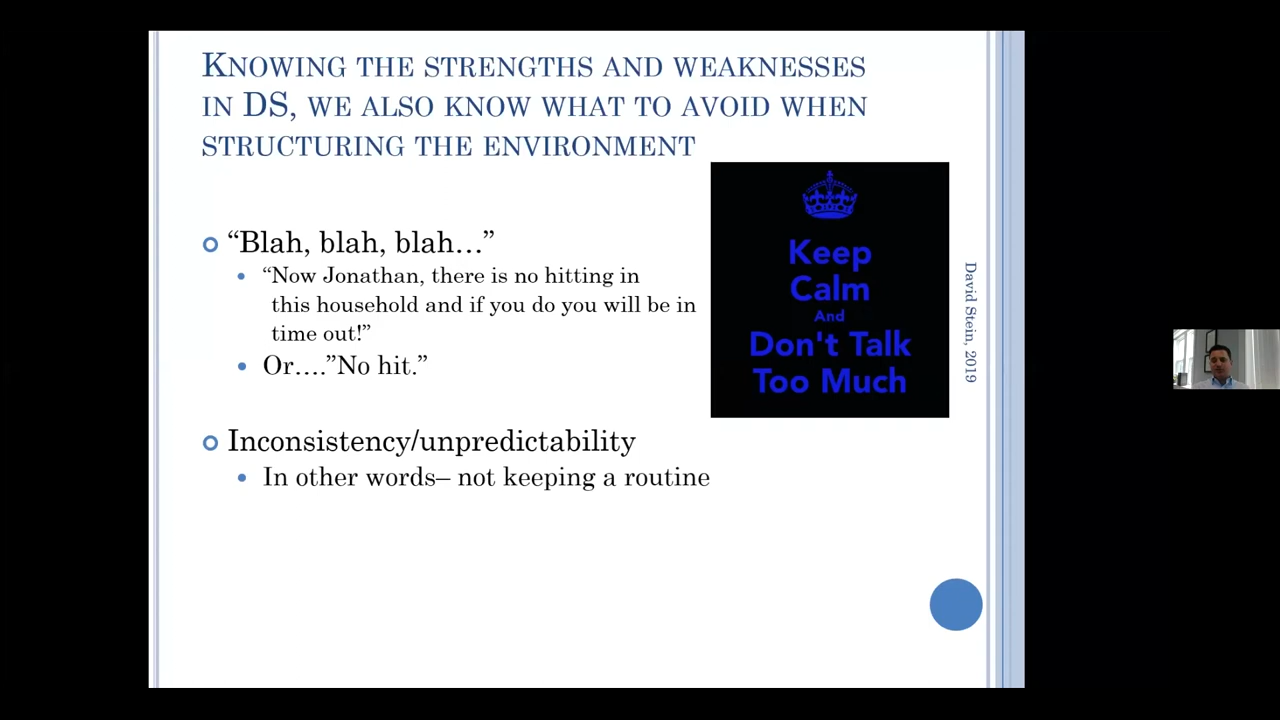 KNOWING THE STRENGTHS AND WEAKNESSES
IN DS, WE ALSO KNOW WHAT TO AVOID WHEN
STRUCTURING THE ENVIRONMENT
“Blah, blah, blah…”
“Now Jonathan, there is no hitting in
this household and if you do you will be in
time out!”
Or….”No hit.”
Inconsistency/unpredictability
In other words– not keeping a routine
Keep
Calm
And
Don't Talk
Too Much
David Stein, 2019